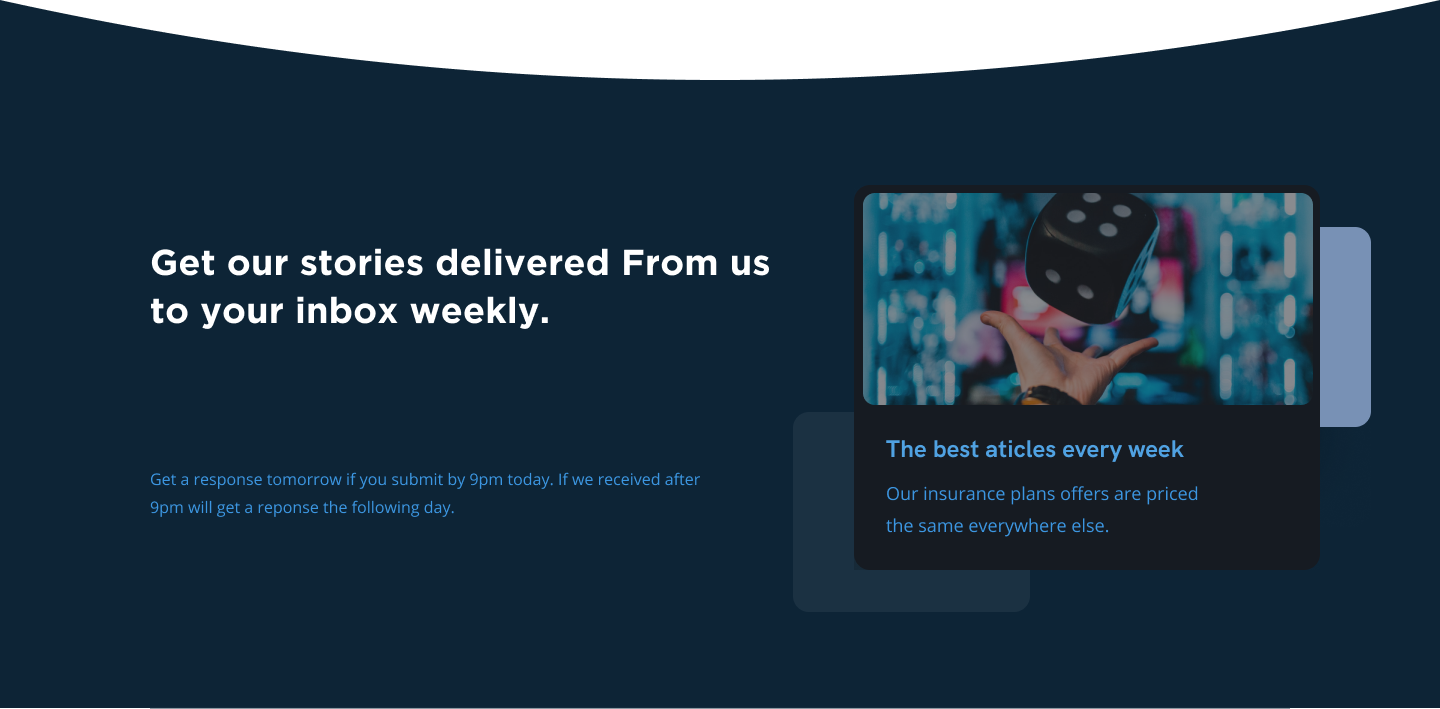 Get our stories delivered From us
to your inbox weekly.
Get a response tomorrow if you submit by 9pm today. If we received after
9pm will get a reponse the following day.
The best aticles every week
Our insurance plans offers are priced
the same everywhere else.